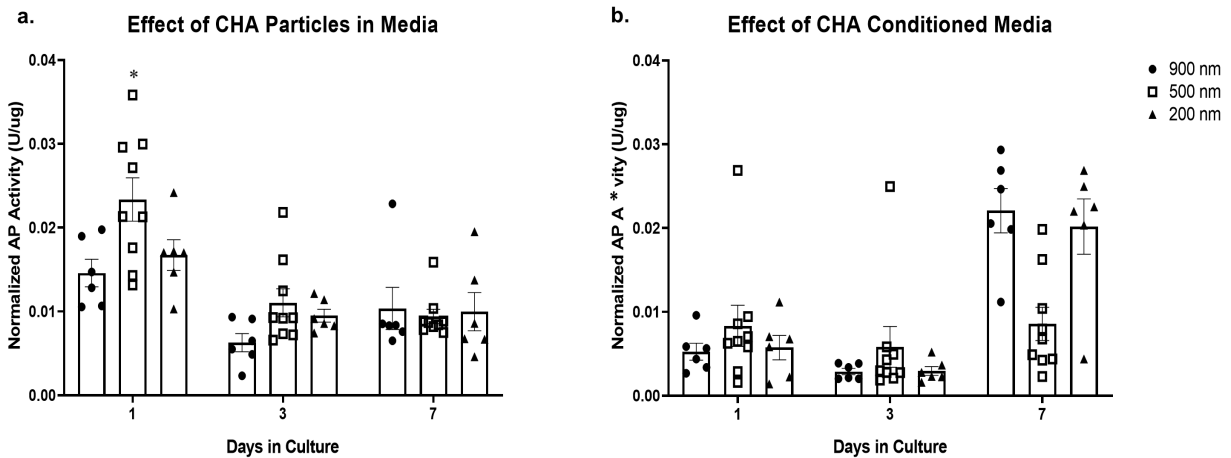 a.
Effect of CHA Particles in Media
Normalized AP Activity (U/ug)
0.04
0.03
0.02
0.01
0.00
*
1
3
7
Days in Culture
b.
Effect of CHA Conditioned Media
Normalized AP A*vity (U/ug)
0.04
0.03
0.02
0.01
0.00
1
3
7
Days in Culture
900 nm
500 nm
200 nm